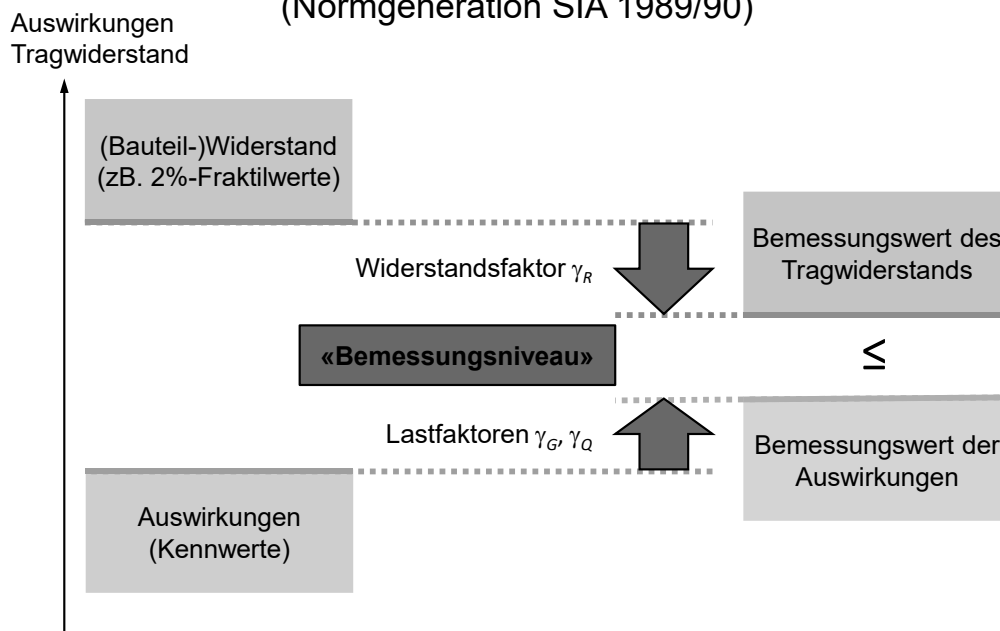 (Normgeneration SIA 1989/90)
Auswirkungen
Tragwiderstand
(Bauteil-)Widerstand
(zB. 2%-Fraktilwerte)
Bemessungswert des
Tragwiderstands
Widerstandsfaktor γR
«Bemessungsniveau»
≤
Lastfaktoren γG, γQ
Bemessungswert der
Auswirkungen
Auswirkungen
(Kennwerte)